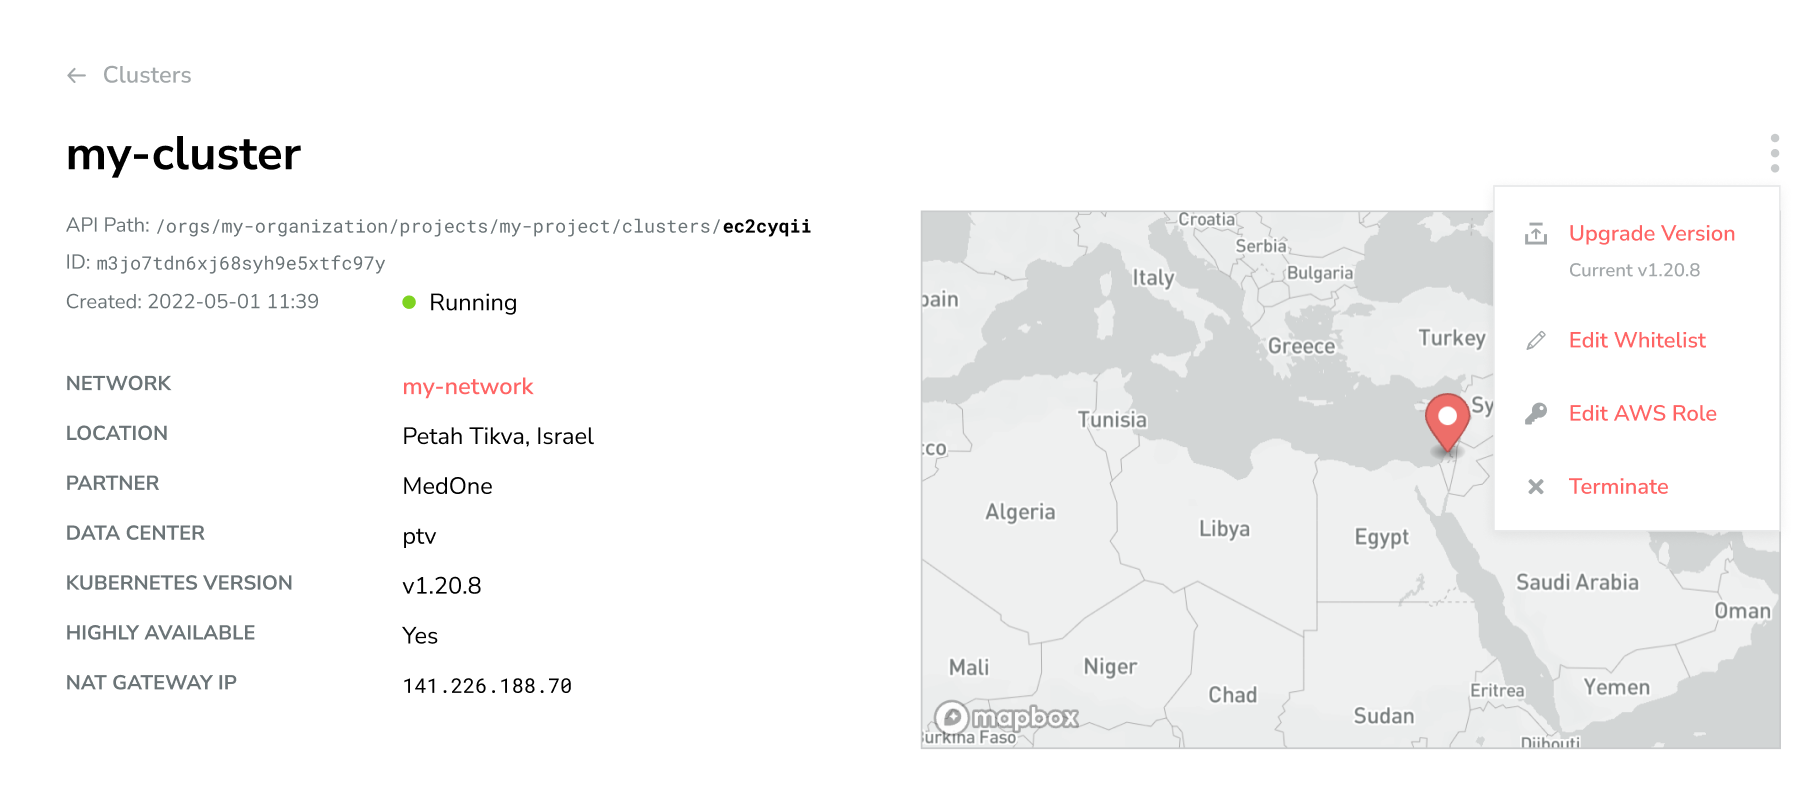 Clusters
my-cluster
API Path: /orgs/my-organization/projects/my-project/clusters/ec2cyqii
ID: m3jo7tdn6xj68syh9e5xtfc97y
Created: 2022-05-01 11:39
Running
NETWORK my-network
LOCATION Petah Tikva, Israel
PARTNER MedOne
DATA CENTER ptv
KUBERNETES VERSION v1.20.8
HIGHLY AVAILABLE Yes
NAT GATEWAY IP 141.226.188.70
Upgrade Version
Current v1.20.8
Edit Whitelist
Edit AWS Role
Terminate
Croatia
Serbia
Bulgaria
Italy
pain
Greece
Turkey
Sy
Tunisia
co
Algeria
Libya
Egypt
Saudi Arabia
Oman
Mali
Niger
Chad
Sudan
Eritrea
Yemen
mapbox
Burkina Faso
Djibouti